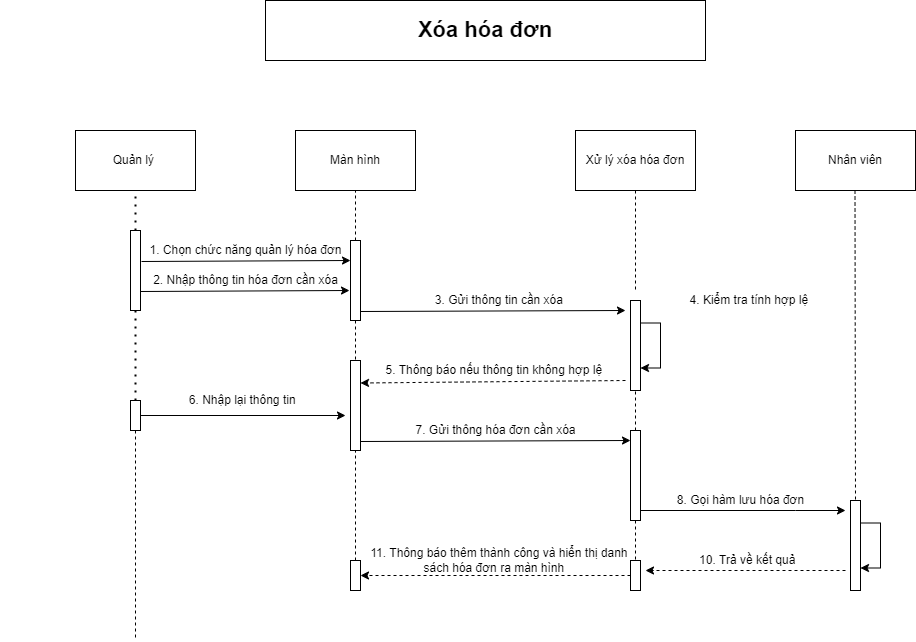 Xóa hóa đơn
Quản lý
Màn hình
Xử lý xóa hóa đơn
Nhân viên
1. Chọn chức năng quản lý hóa đơn
2. Nhập thông tin hóa đơn cần xóa
3. Gửi thông tin cần xóa
4. Kiểm tra tính hợp lệ
5. Thông báo nếu thông tin không hợp lệ
6. Nhập lại thông tin
7. Gửi thông hóa đơn cần xóa
8. Gọi hàm lưu hóa đơn
11. Thông báo thêm thành công và hiển thị danh
sách hóa đơn ra màn hình
10. Trả về kết quả